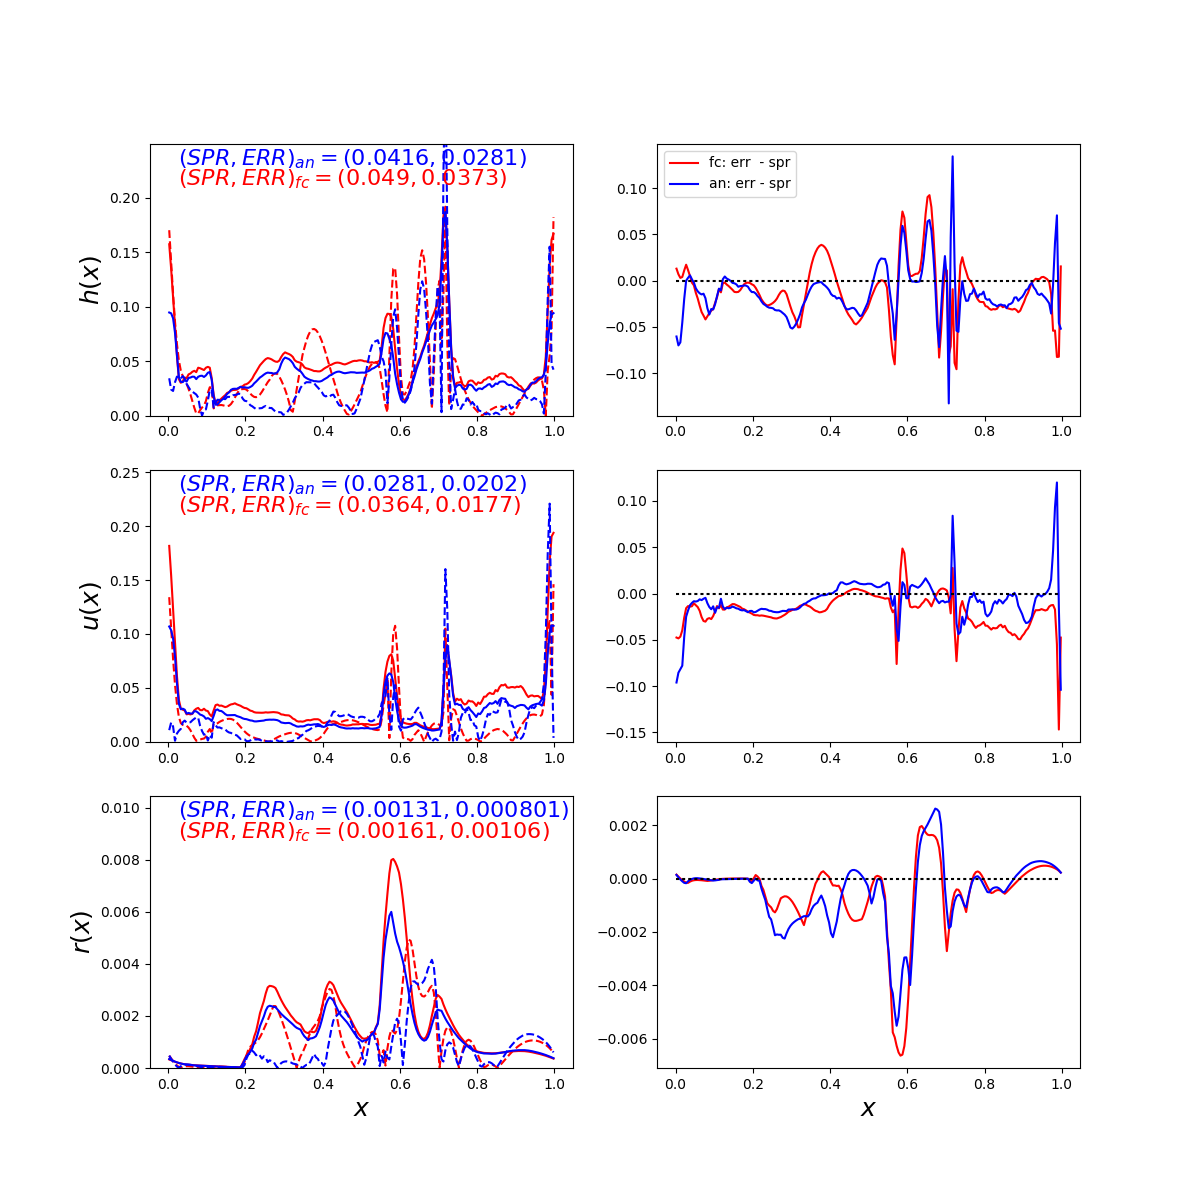 (SPR, ERR)an = (0.0416, 0.0281)
(SPR, ERR)fc = (0.049, 0.0373)
h(x)
0.20
0.15
0.10
0.05
0.00
0.0 0.2 0.4 0.6 0.8 1.0
fc: err - spr
an: err - spr
0.10
0.05
0.00
−0.05
−0.10
0.0 0.2 0.4 0.6 0.8 1.0
(SPR, ERR)an = (0.0281, 0.0202)
(SPR, ERR)fc = (0.0364, 0.0177)
u(x)
0.25
0.20
0.15
0.10
0.05
0.00
0.0 0.2 0.4 0.6 0.8 1.0
0.10
0.05
0.00
−0.05
−0.10
−0.15
0.0 0.2 0.4 0.6 0.8 1.0
(SPR, ERR)an = (0.00131, 0.000801)
(SPR, ERR)fc = (0.00161, 0.00106)
r(x)
0.010
0.008
0.006
0.004
0.002
0.000
0.0 0.2 0.4 0.6 0.8 1.0
x
0.002
0.000
−0.002
−0.004
−0.006
0.0 0.2 0.4 0.6 0.8 1.0
x